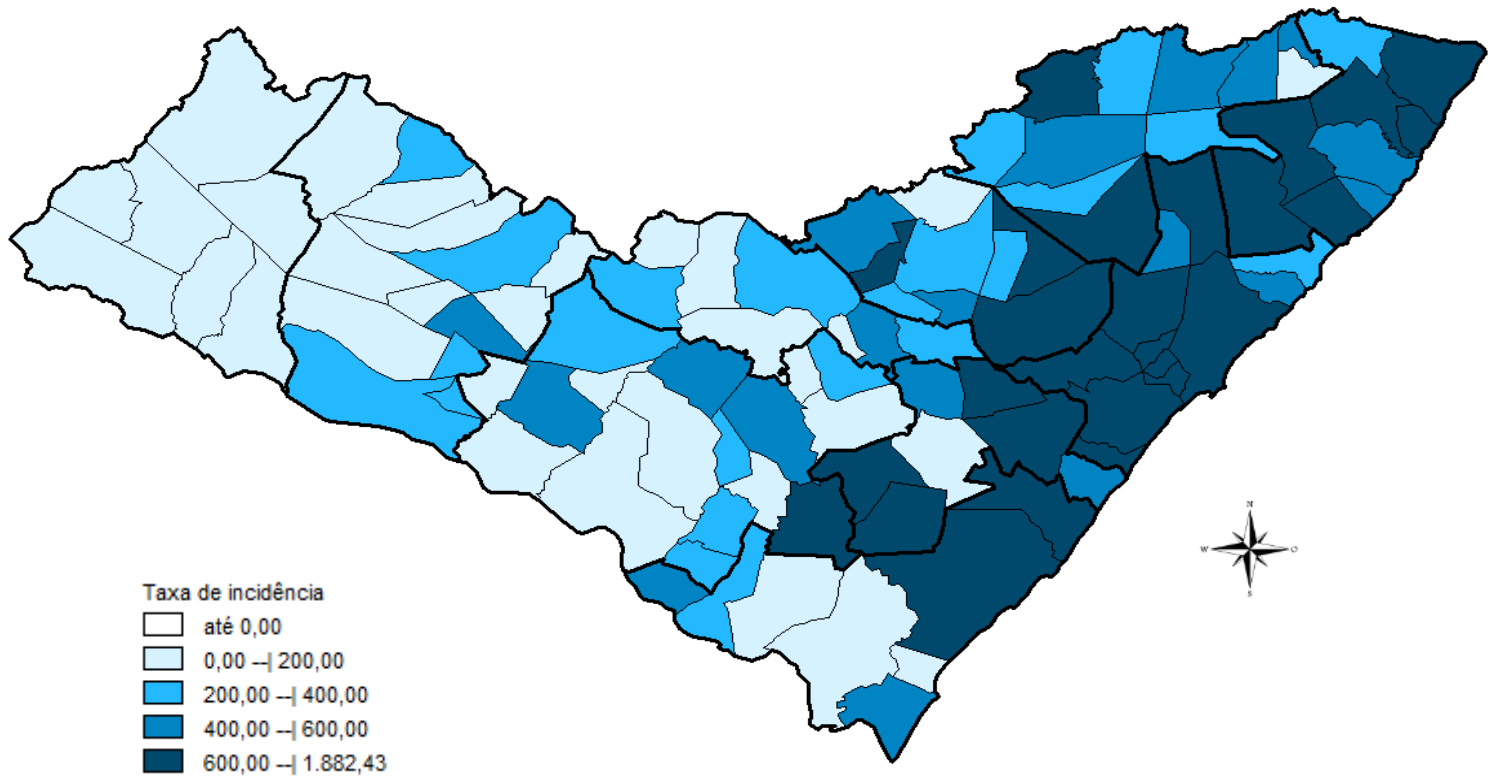 N
W
O
S
Taxa de incidência
até 0,00
0,00 --| 200,00
200,00 --| 400,00
400,00 --| 600,00
600,00 --| 1.882,43